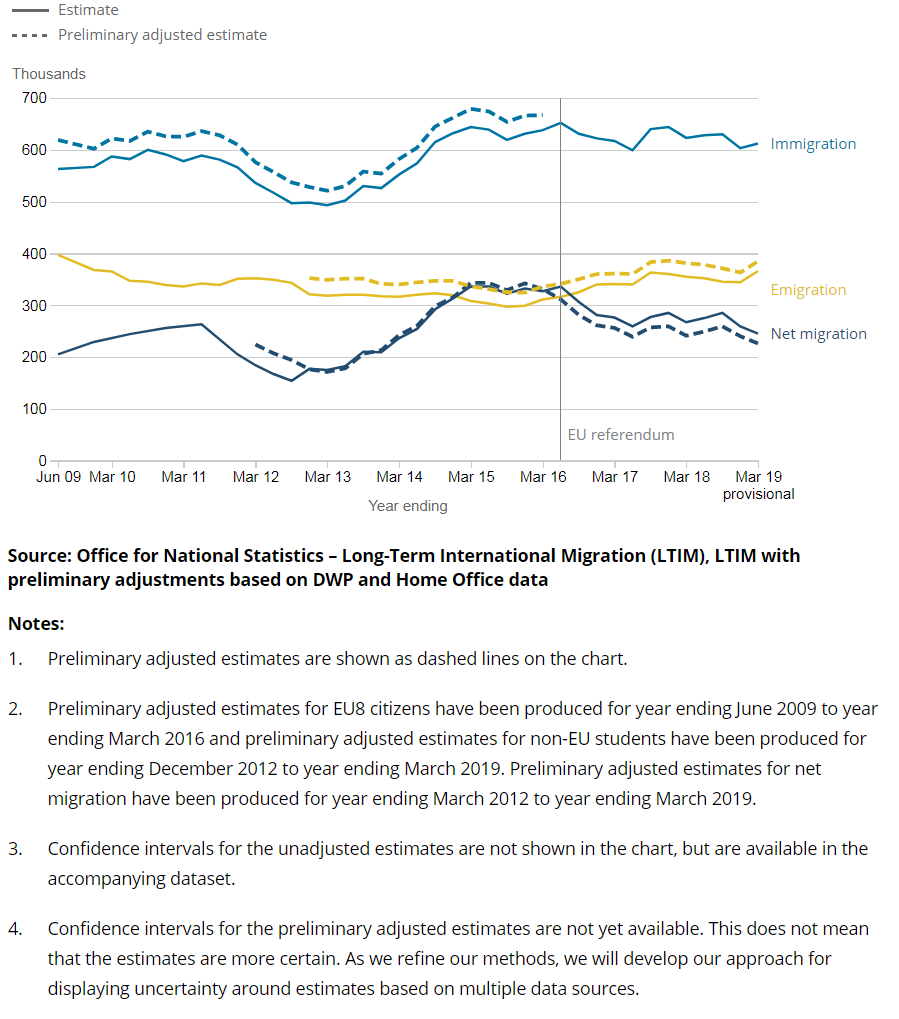 Estimate
Preliminary adjusted estimate
Thousands
700
600
500
400
300
200
100
0
Immigration
Emigration
Net migration
EU referendum
Jun 09 Mar 10 Mar 11 Mar 12 Mar 13 Mar 14 Mar 15 Mar 16 Mar 17 Mar 18 Mar 19
provisional
Year ending
Source: Office for National Statistics – Long-Term International Migration (LTIM), LTIM with
preliminary adjustments based on DWP and Home Office data
Notes:
1. Preliminary adjusted estimates are shown as dashed lines on the chart.
2. Preliminary adjusted estimates for EU8 citizens have been produced for year ending June 2009 to year
ending March 2016 and preliminary adjusted estimates for non-EU students have been produced for
year ending December 2012 to year ending March 2019. Preliminary adjusted estimates for net
migration have been produced for year ending March 2012 to year ending March 2019.
3. Confidence intervals for the unadjusted estimates are not shown in the chart, but are available in the
accompanying dataset.
4. Confidence intervals for the preliminary adjusted estimates are not yet available. This does not mean
that the estimates are more certain. As we refine our methods, we will develop our approach for
displaying uncertainty around estimates based on multiple data sources.